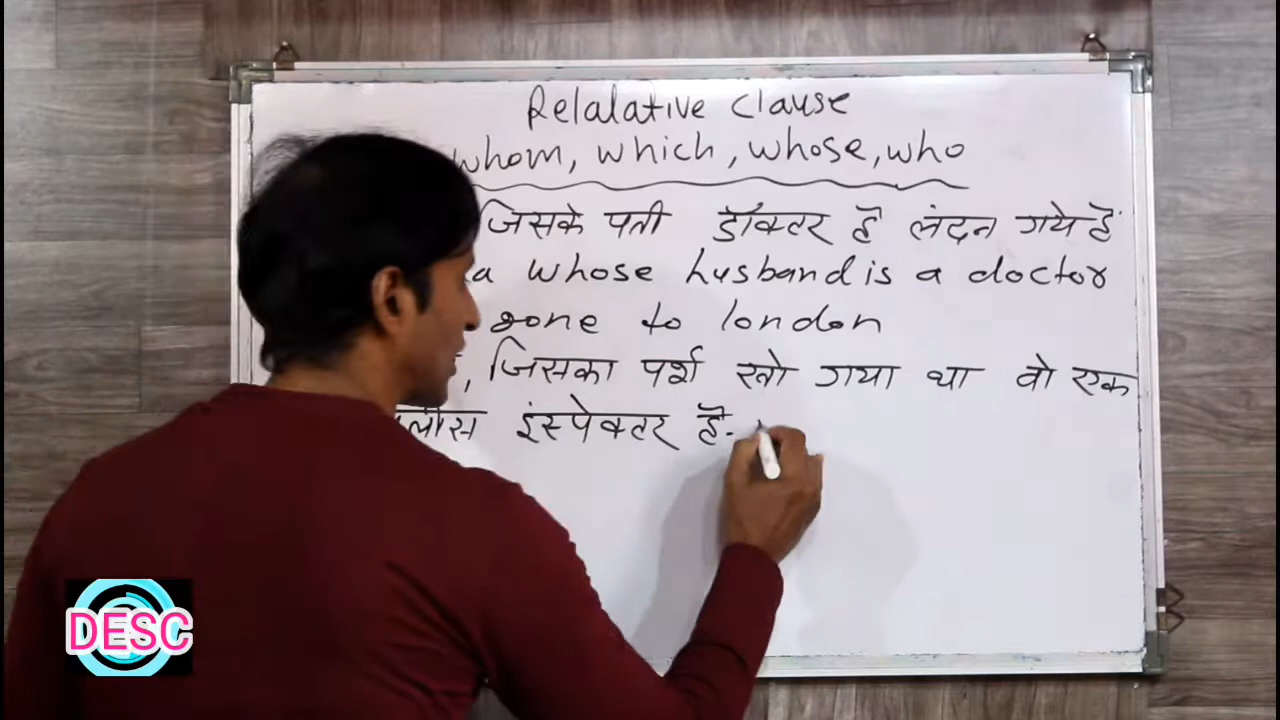 Relalative Clause
whom, which, whose, who
जिसके पती डॉक्टर है लंदन गये हैं
a whose husband is a doctor
gone to london
, जिसका पर्श खो गया था वो एक
लीस इंस्पेक्टर है-
DESC